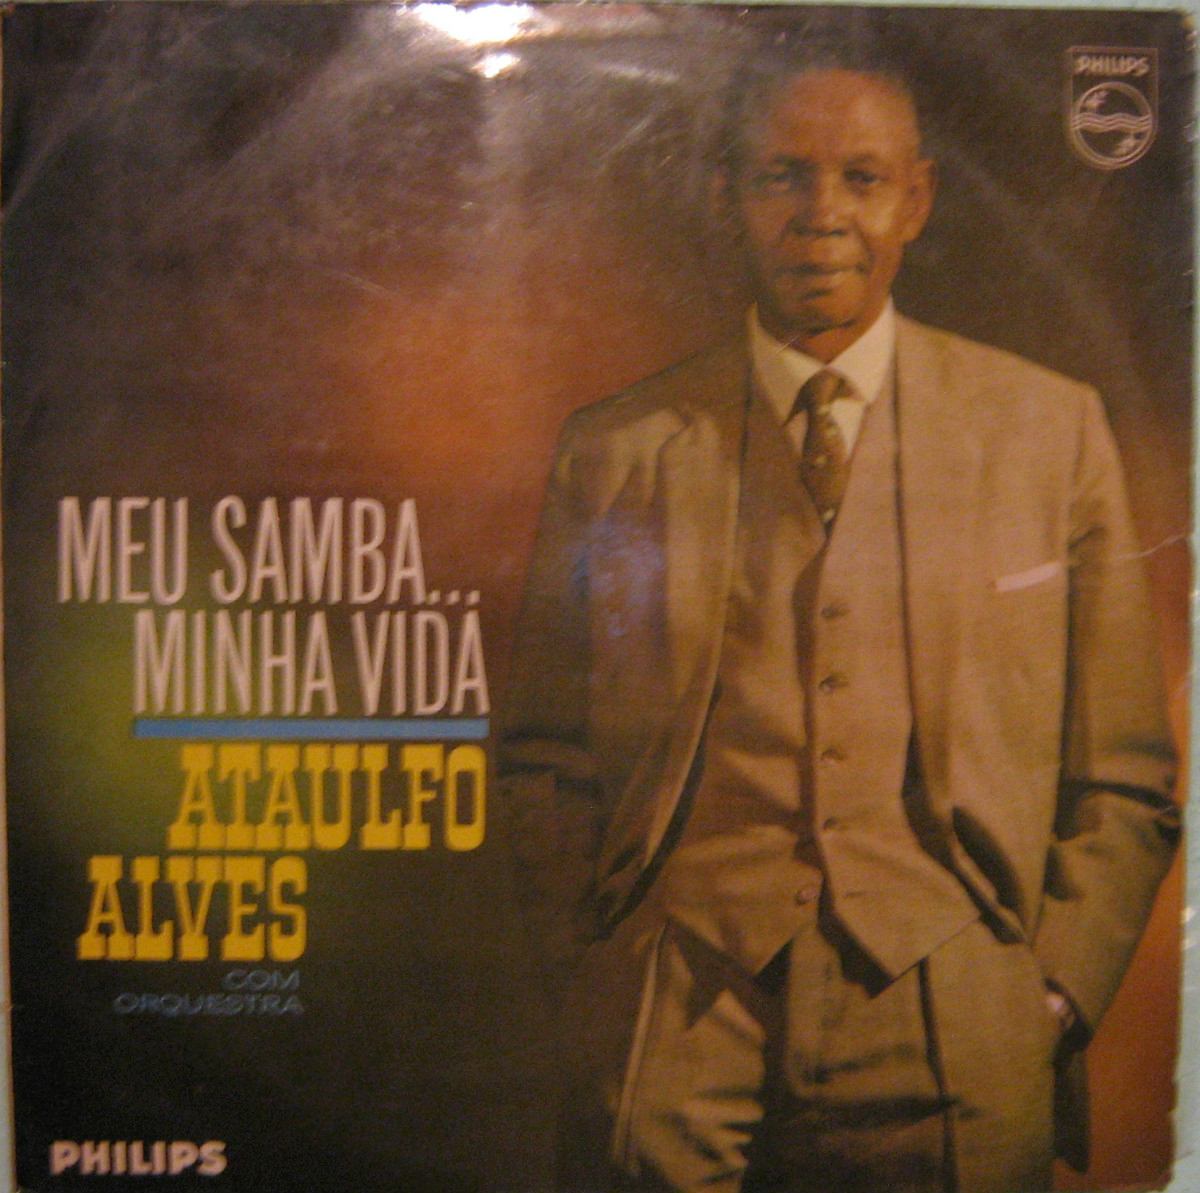 PHILIPS
MEU SAMBA...
MINHA VIDA
ATAULFO
ALVES
COM
ORQUESTRA
PHILIPS